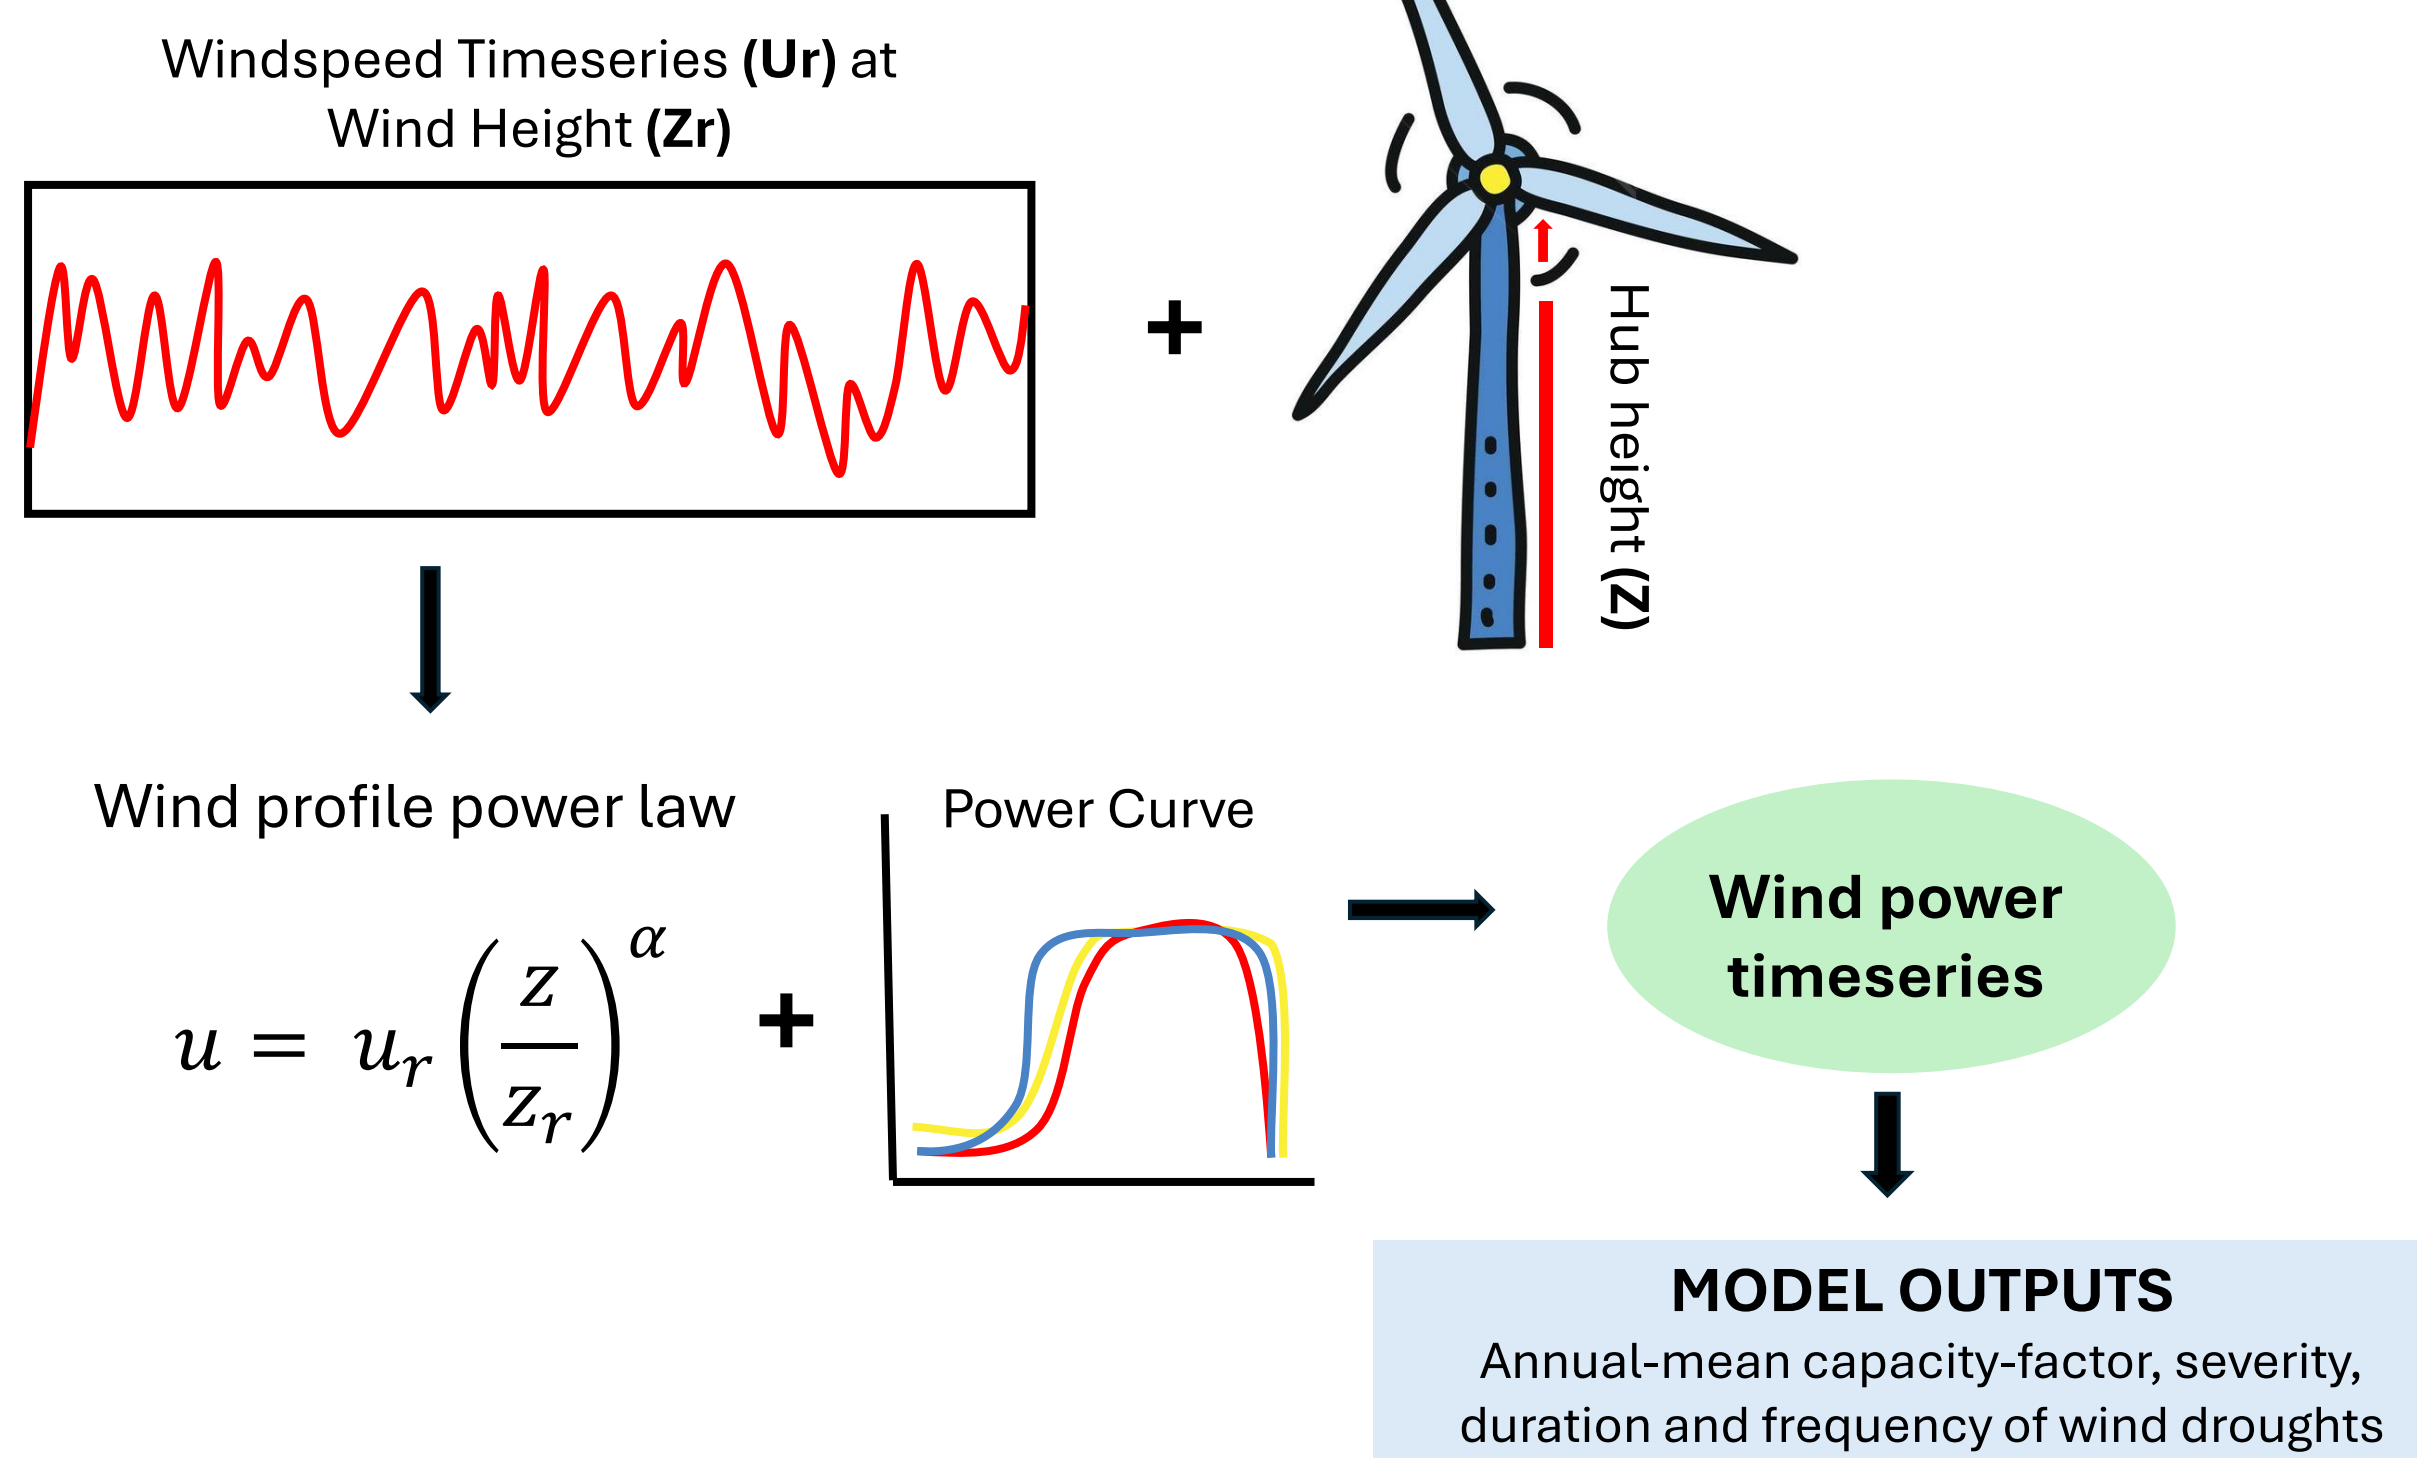 Windspeed Timeseries (Ur) at
Wind Height (Zr)
+
Hub height (Z)
Wind profile power law
u = u_r (z/z_r)^α
+
Power Curve
Wind power
timeseries
MODEL OUTPUTS
Annual-mean capacity-factor, severity,
duration and frequency of wind droughts